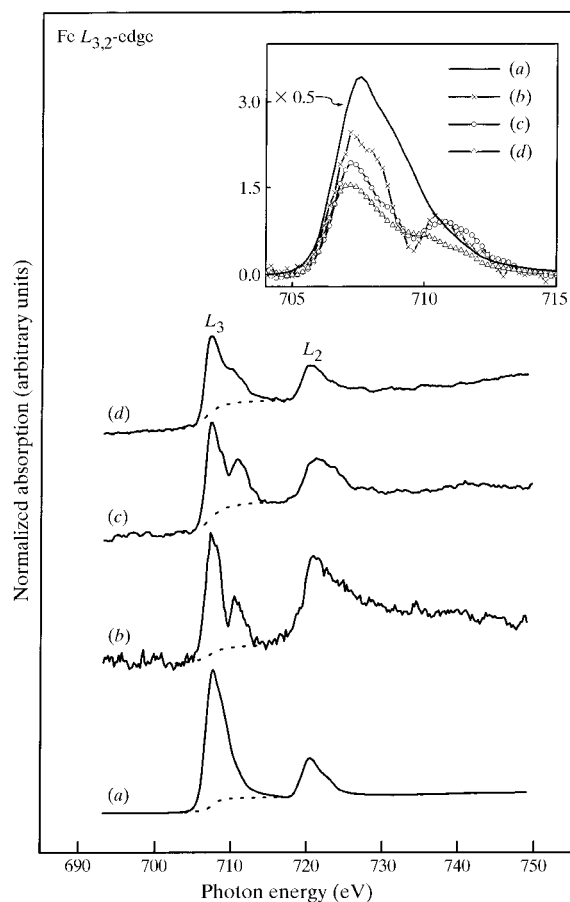 Fe L3,2-edge
× 0.5
(a)
(b)
(c)
(d)
3.0
1.5
0.0
705 710 715
L3
L2
(d)
(c)
(b)
(a)
Normalized absorption (arbitrary units)
690 700 710 720 730 740 750
Photon energy (eV)